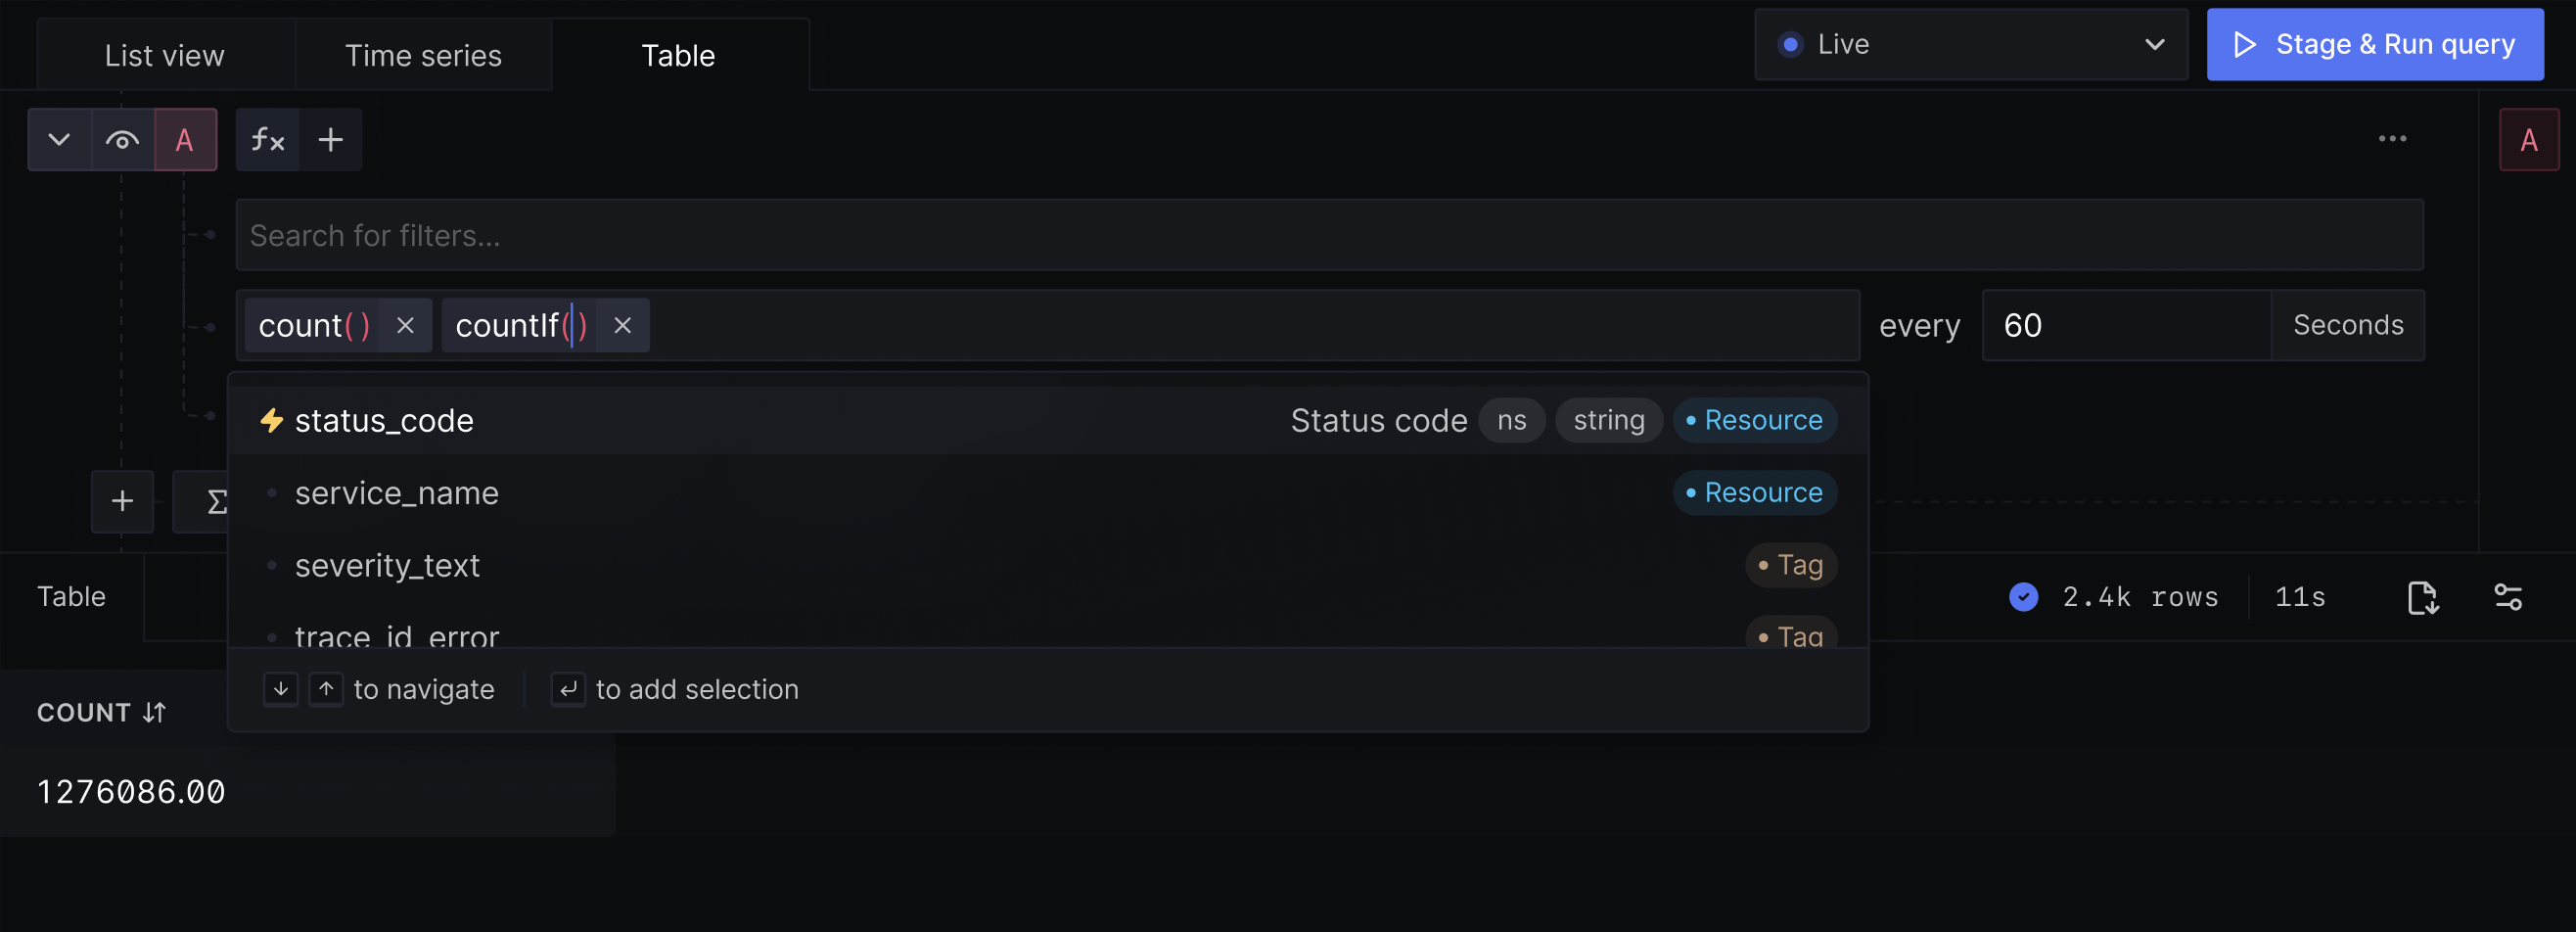 List view Time series Table Live Stage & Run query
A fx + ... A
Search for filters...
count() × countIf() × every 60 Seconds
status_code Status code ns string Resource
service_name Resource
+ Σ
severity_text Tag
Table 2.4k rows 11s
trace_id_error Tag
to navigate to add selection
COUNT
1276086.00